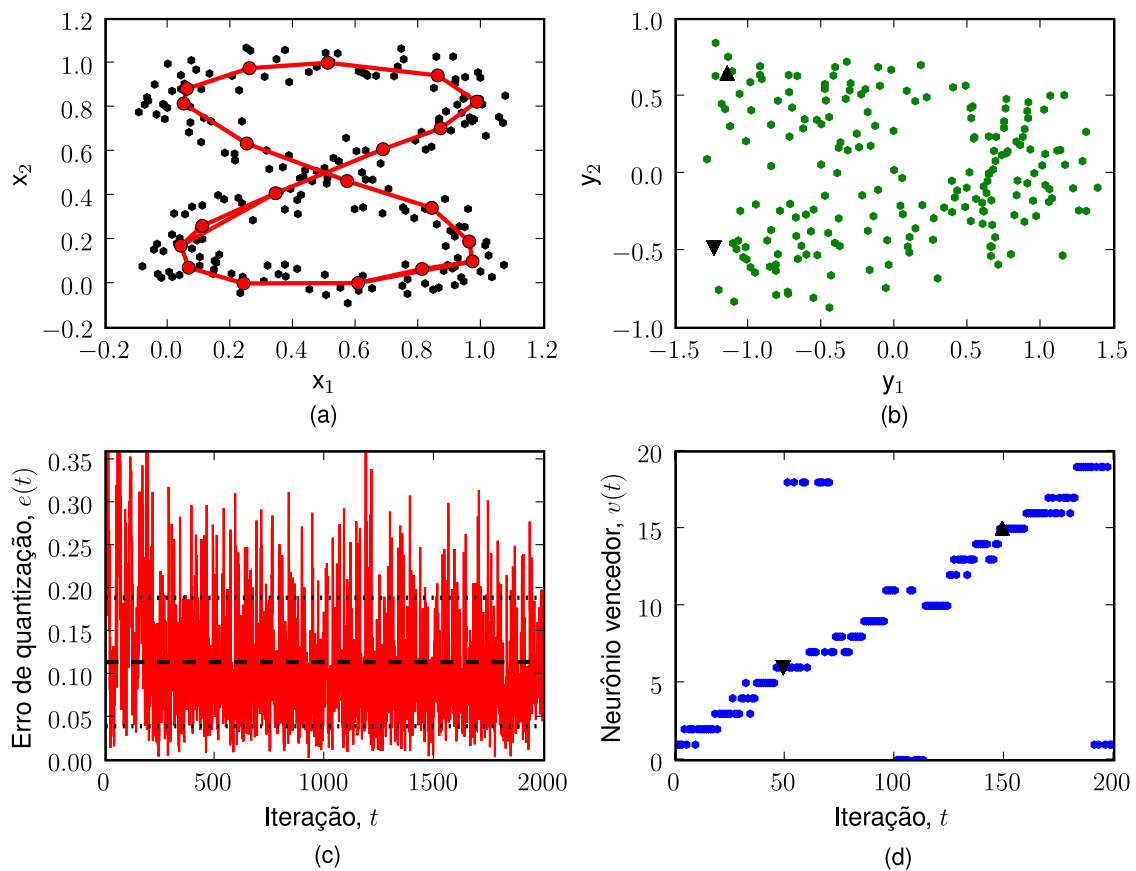 1.2
1.0
0.8
0.6
0.4
0.2
0.0
−0.2
x₂
−0.2 0.0 0.2 0.4 0.6 0.8 1.0 1.2
x₁
(a)
1.0
0.5
0.0
−0.5
−1.0
y₂
−1.5 −1.0 −0.5 0.0 0.5 1.0 1.5
y₁
(b)
0.35
0.30
0.25
0.20
0.15
0.10
0.05
0.00
Erro de quantização, e(t)
0 500 1000 1500 2000
Iteração, t
(c)
20
15
10
5
0
Neurônio vencedor, v(t)
0 50 100 150 200
Iteração, t
(d)